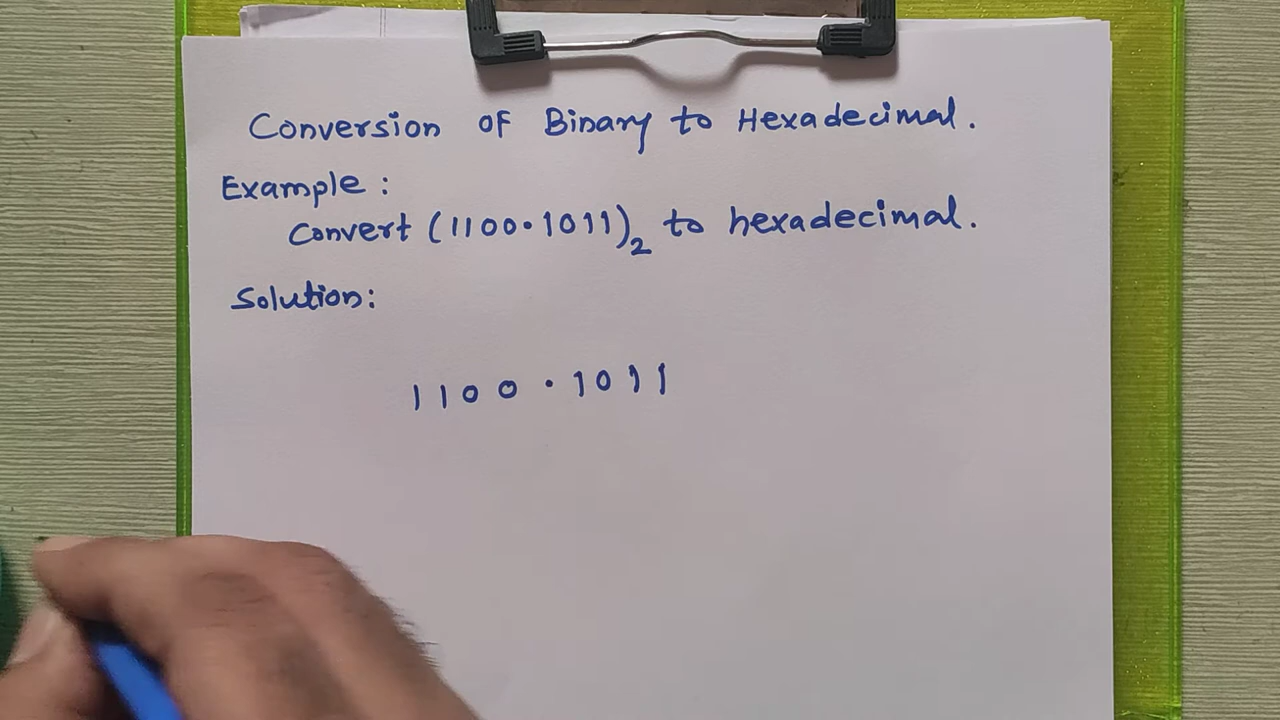 Conversion of Binary to Hexadecimal.
Example:
Convert (1100.1011)₂ to hexadecimal.
Solution:
1100.1011